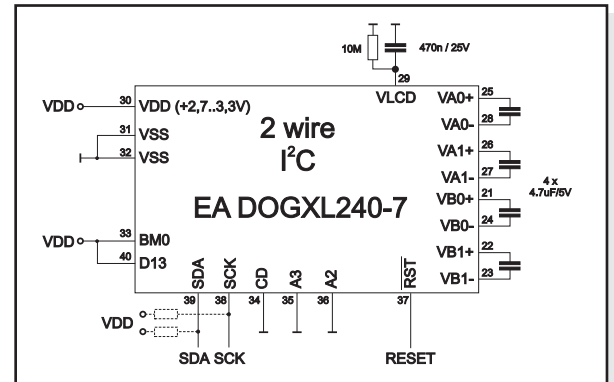 10M
470n / 25V
29
VLCD
VDD
30
VDD (+2,7..3,3V)
31
VSS
32
VSS
2 wire
I²C
EA DOGXL240-7
VA0+
25
VA0-
28
VA1+
26
VA1-
27
VB0+
21
VB0-
24
VB1+
22
VB1-
23
4 x
4.7uF/5V
VDD
33
BM0
40
D13
SDA
SCK
CD
A3
A2
RST
39
38
34
35
36
37
VDD
SDA SCK
RESET